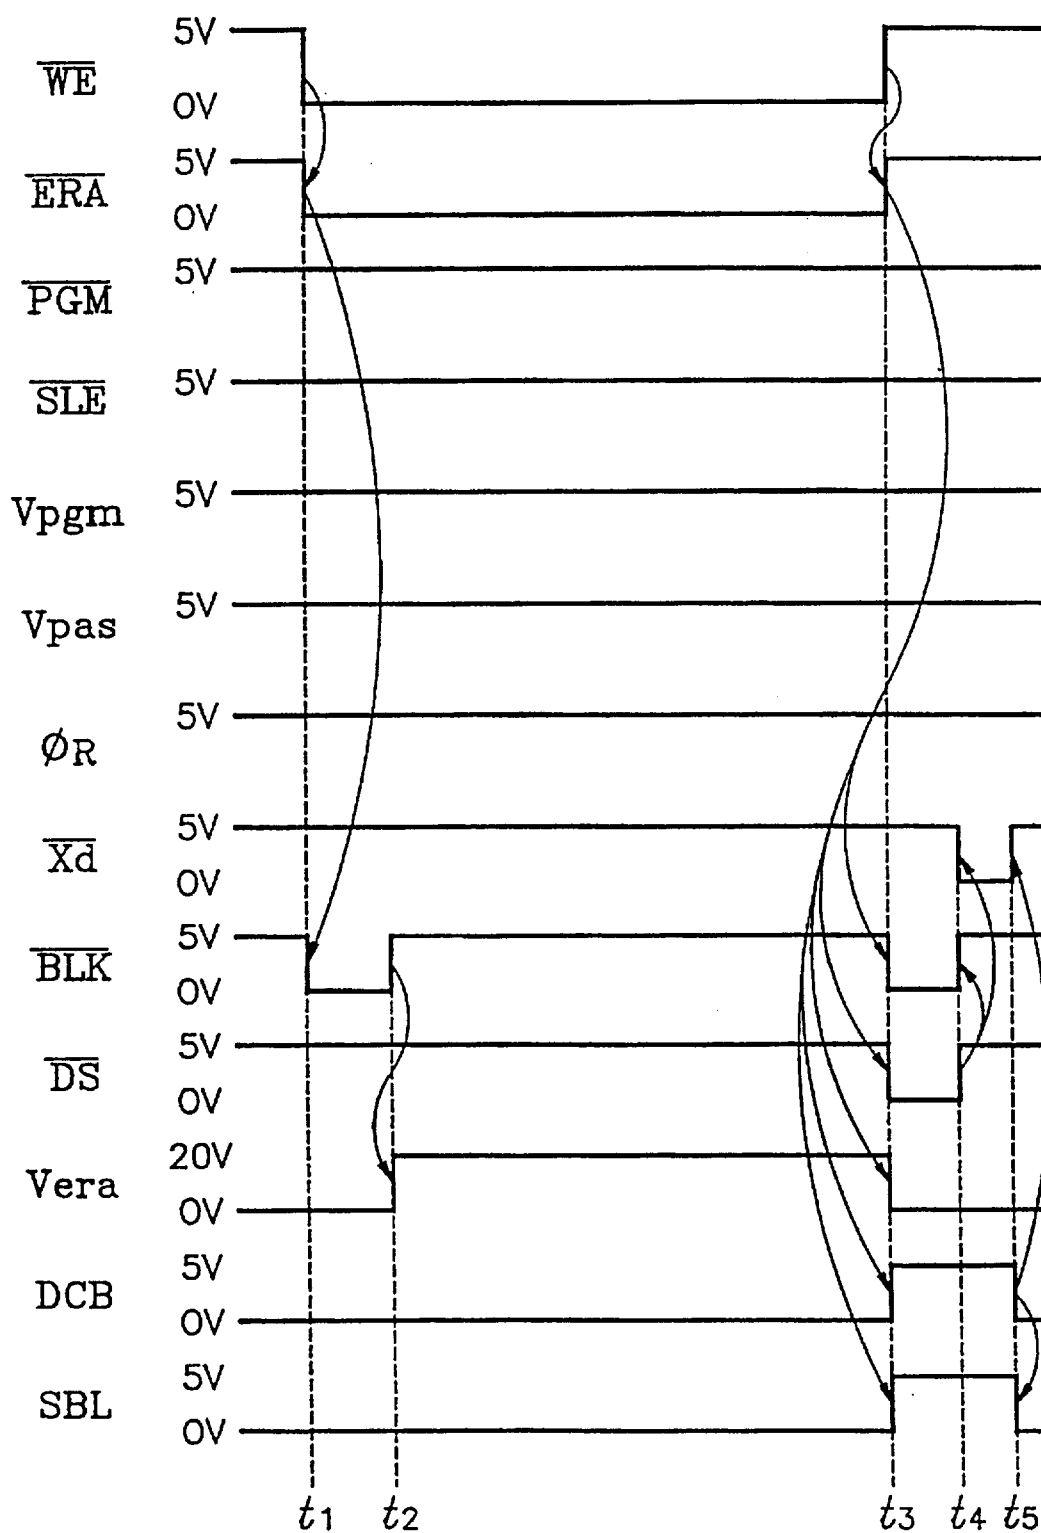 5V
WE
0V
5V
ERA
0V
5V
PGM
5V
SLE
5V
Vpgm
5V
Vpas
5V
ØR
5V
Xd
0V
5V
BLK
0V
5V
DS
0V
20V
Vera
0V
5V
DCB
0V
5V
SBL
0V
t1 t2 t3 t4 t5